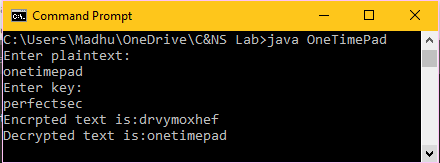 Command Prompt
C:\Users\Madhu\OneDrive\C&NS Lab>java OneTimePad
Enter plaintext:
onetimepad
Enter key:
perfectsec
Encrpted text is:drvymoxhef
Decrypted text is:onetimepad